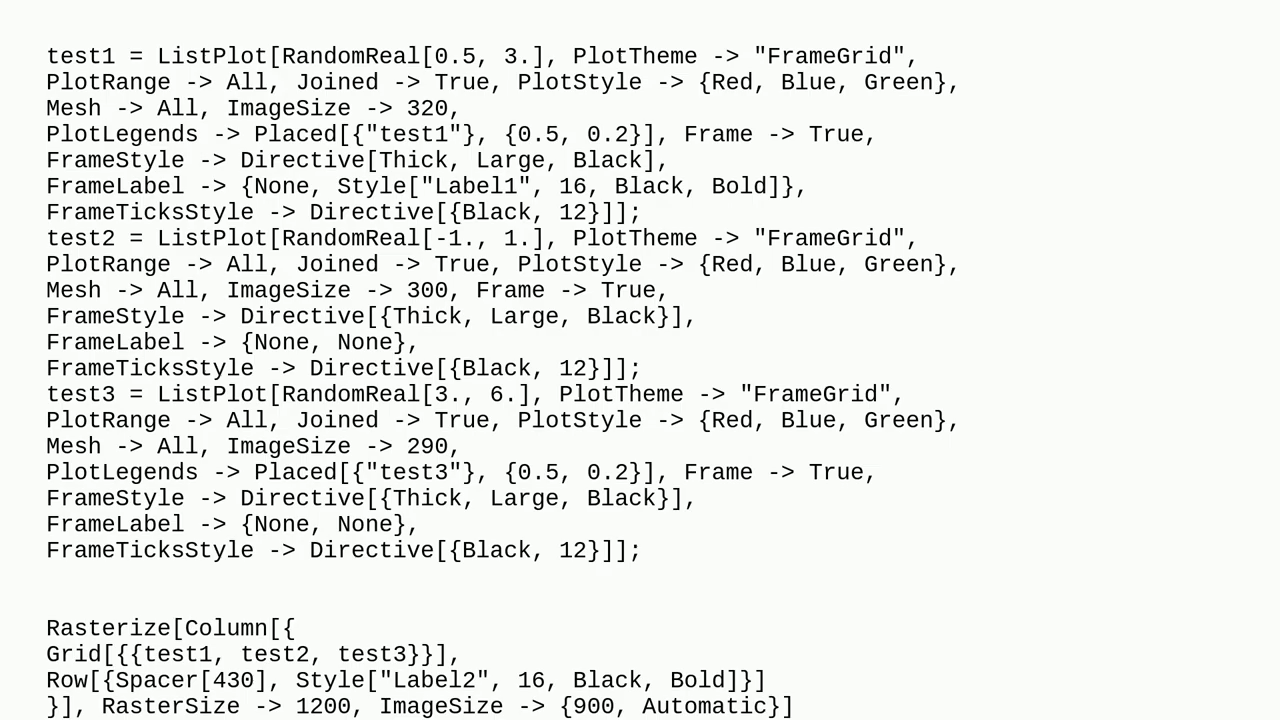 test1 = ListPlot[RandomReal[0.5, 3.], PlotTheme -> "FrameGrid",
PlotRange -> All, Joined -> True, PlotStyle -> {Red, Blue, Green},
Mesh -> All, ImageSize -> 320,
PlotLegends -> Placed[{"test1"}, {0.5, 0.2}], Frame -> True,
FrameStyle -> Directive[Thick, Large, Black],
FrameLabel -> {None, Style["Label1", 16, Black, Bold]},
FrameTicksStyle -> Directive[{Black, 12}]];
test2 = ListPlot[RandomReal[-1., 1.], PlotTheme -> "FrameGrid",
PlotRange -> All, Joined -> True, PlotStyle -> {Red, Blue, Green},
Mesh -> All, ImageSize -> 300, Frame -> True,
FrameStyle -> Directive[{Thick, Large, Black}],
FrameLabel -> {None, None},
FrameTicksStyle -> Directive[{Black, 12}]];
test3 = ListPlot[RandomReal[3., 6.], PlotTheme -> "FrameGrid",
PlotRange -> All, Joined -> True, PlotStyle -> {Red, Blue, Green},
Mesh -> All, ImageSize -> 290,
PlotLegends -> Placed[{"test3"}, {0.5, 0.2}], Frame -> True,
FrameStyle -> Directive[{Thick, Large, Black}],
FrameLabel -> {None, None},
FrameTicksStyle -> Directive[{Black, 12}]];
Rasterize[Column[{
Grid[{{test1, test2, test3}}],
Row[{Spacer[430], Style["Label2", 16, Black, Bold]}]
}], RasterSize -> 1200, ImageSize -> {900, Automatic}]